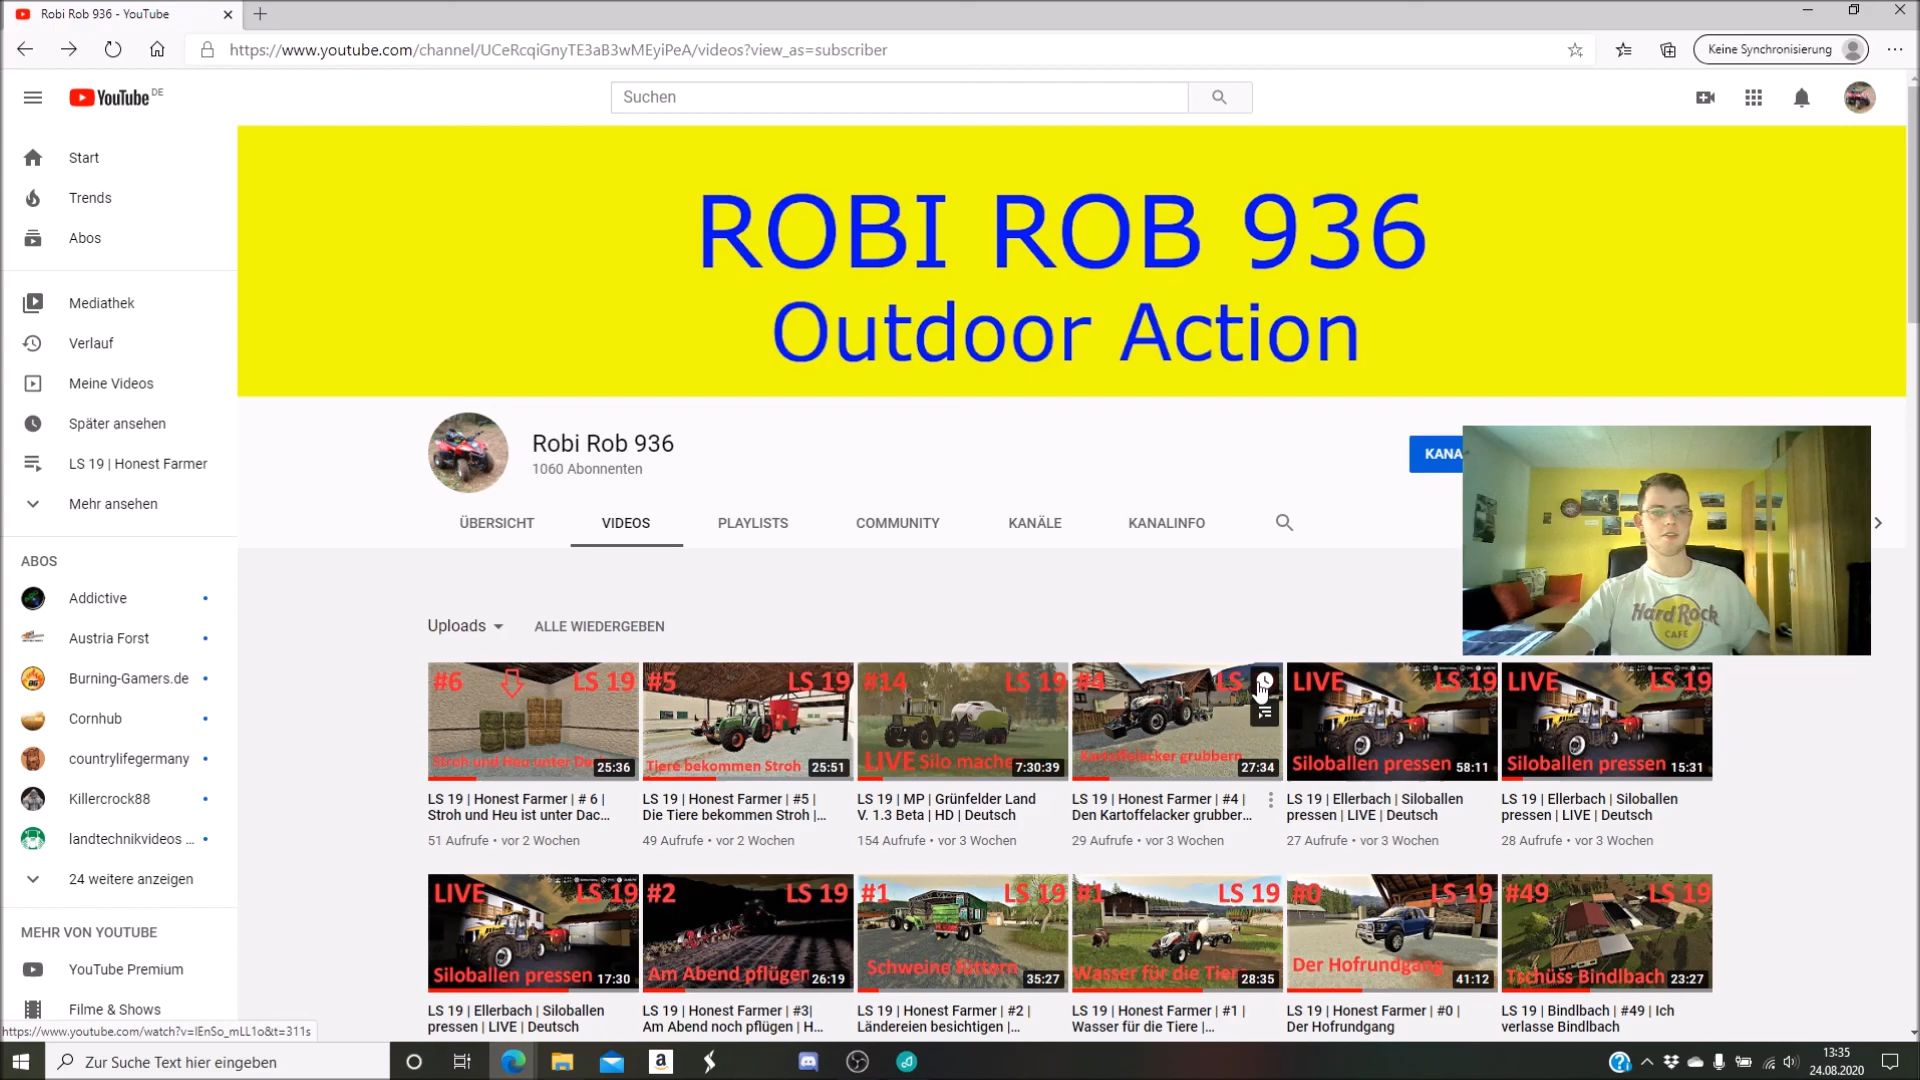 Robi Rob 936 - YouTube
https://www.youtube.com/channel/UCeRcqiGnyTE3aB3wMEyiPeA/videos?view_as=subscriber
Keine Synchronisierung
YouTube DE
Suchen
Start
Trends
Abos
Mediathek
Verlauf
Meine Videos
Später ansehen
LS 19 | Honest Farmer
Mehr ansehen
ABOS
Addictive
Austria Forst
Burning-Gamers.de
Cornhub
countrylifegermany
Killercrock88
landtechnikvideos ...
24 weitere anzeigen
MEHR VON YOUTUBE
YouTube Premium
Filme & Shows
https://www.youtube.com/watch?v=IEnSo_mLL1o&t=311s
ROBI ROB 936
Outdoor Action
Robi Rob 936
1060 Abonnenten
KANA
HardRock
CAFE
ÜBERSICHT
VIDEOS
PLAYLISTS
COMMUNITY
KANÄLE
KANALINFO
Uploads
ALLE WIEDERGEBEN
#6 LS 19
Stroh und Heu unter
25:36
LS 19 | Honest Farmer | # 6 |
Stroh und Heu ist unter Dac...
51 Aufrufe • vor 2 Wochen
#5 LS 19
Tiere bekommen Stroh
25:51
LS 19 | Honest Farmer | #5 |
Die Tiere bekommen Stroh |...
49 Aufrufe • vor 2 Wochen
#14 LS 19
LIVE Silo mache
7:30:39
LS 19 | MP | Grünfelder Land
V. 1.3 Beta | HD | Deutsch
154 Aufrufe • vor 3 Wochen
#4 LS
Kartoffelacker grubbern
27:34
LS 19 | Honest Farmer | #4 |
Den Kartoffelacker grubber...
29 Aufrufe • vor 3 Wochen
LIVE LS 19
Siloballen pressen
58:11
LS 19 | Ellerbach | Siloballen
pressen | LIVE | Deutsch
27 Aufrufe • vor 3 Wochen
LIVE LS 19
Siloballen pressen
15:31
LS 19 | Ellerbach | Siloballen
pressen | LIVE | Deutsch
28 Aufrufe • vor 3 Wochen
LIVE LS 19
Siloballen pressen
17:30
LS 19 | Ellerbach | Siloballen
pressen | LIVE | Deutsch
#2 LS 19
Am Abend pflügen
26:19
LS 19 | Honest Farmer | #3|
Am Abend noch pflügen | H...
#1 LS 19
Schweine füttern
35:27
LS 19 | Honest Farmer | #2 |
Ländereien besichtigen |...
#1 LS 19
Wasser für die Tier
28:35
LS 19 | Honest Farmer | #1 |
Wasser für die Tiere |...
#0 LS 19
Der Hofrundgang
41:12
LS 19 | Honest Farmer | #0 |
Der Hofrundgang
#49 LS 19
Tschüss Bindlbach
23:27
LS 19 | Bindlbach | #49 | Ich
verlasse Bindlbach
Zur Suche Text hier eingeben
13:35
24.08.2020